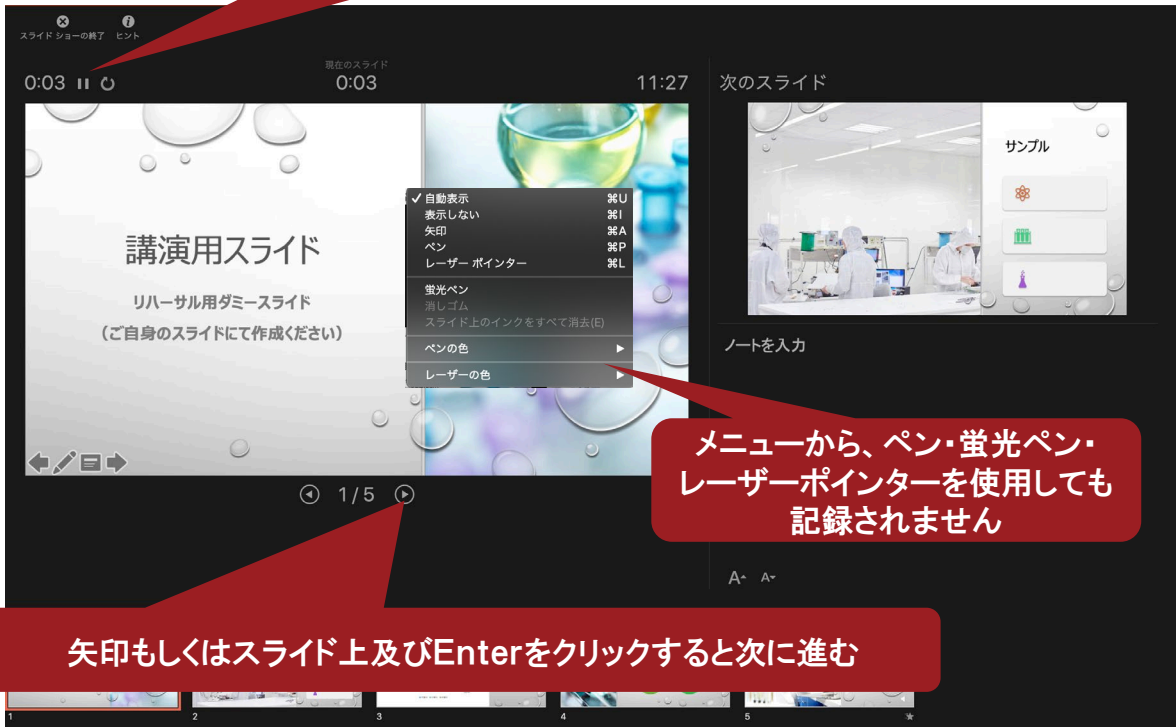 スライド ショーの終了 ヒント
現在のスライド
0:03 0:03 11:27 次のスライド
講演用スライド
リハーサル用ダミースライド
(ご自身のスライドにて作成ください)
✓自動表示 ⌘U
表示しない ⌘I
矢印 ⌘A
ペン ⌘P
レーザー ポインター ⌘L
蛍光ペン
消しゴム
スライド上のインクをすべて消去(E)
ペンの色
レーザーの色
サンプル
ノートを入力
メニューから、ペン・蛍光ペン・
レーザーポインターを使用しても
記録されません
1/5
A A
矢印もしくはスライド上及びEnterをクリックすると次に進む
1 2 3 4 5